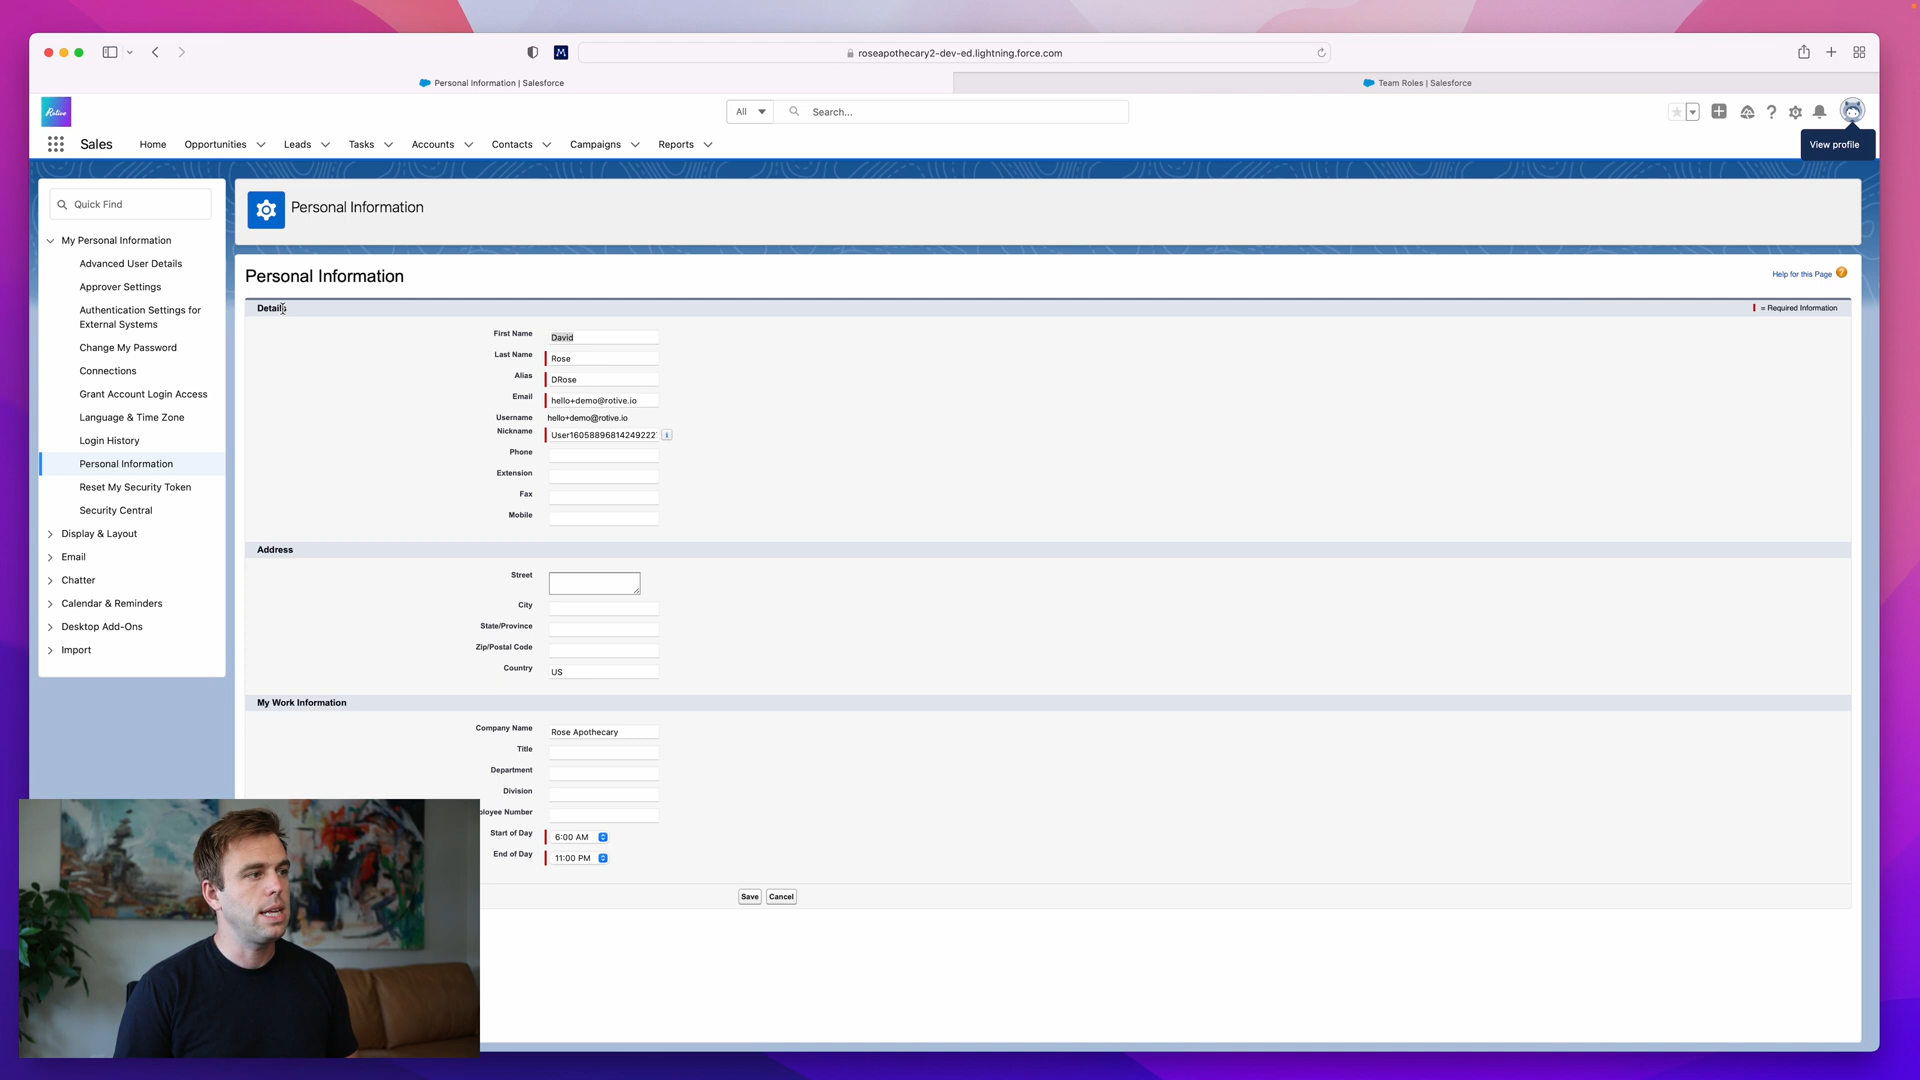 M
roseapothecary2-dev-ed.lightning.force.com
Personal Information | Salesforce
Team Roles | Salesforce
Rotive
All
Search...
Sales
Home
Opportunities
Leads
Tasks
Accounts
Contacts
Campaigns
Reports
View profile
Quick Find
My Personal Information
Advanced User Details
Approver Settings
Authentication Settings for
External Systems
Change My Password
Connections
Grant Account Login Access
Language & Time Zone
Login History
Personal Information
Reset My Security Token
Security Central
Display & Layout
Email
Chatter
Calendar & Reminders
Desktop Add-Ons
Import
Personal Information
Personal Information
Help for this Page ?
Details
= Required Information
First Name David
Last Name Rose
Alias DRose
Email hello+demo@rotive.io
Username hello+demo@rotive.io
Nickname User16058896814249222 i
Phone
Extension
Fax
Mobile
Address
Street
City
State/Province
Zip/Postal Code
Country US
My Work Information
Company Name Rose Apothecary
Title
Department
Division
ployee Number
Start of Day 6:00 AM
End of Day 11:00 PM
Save Cancel